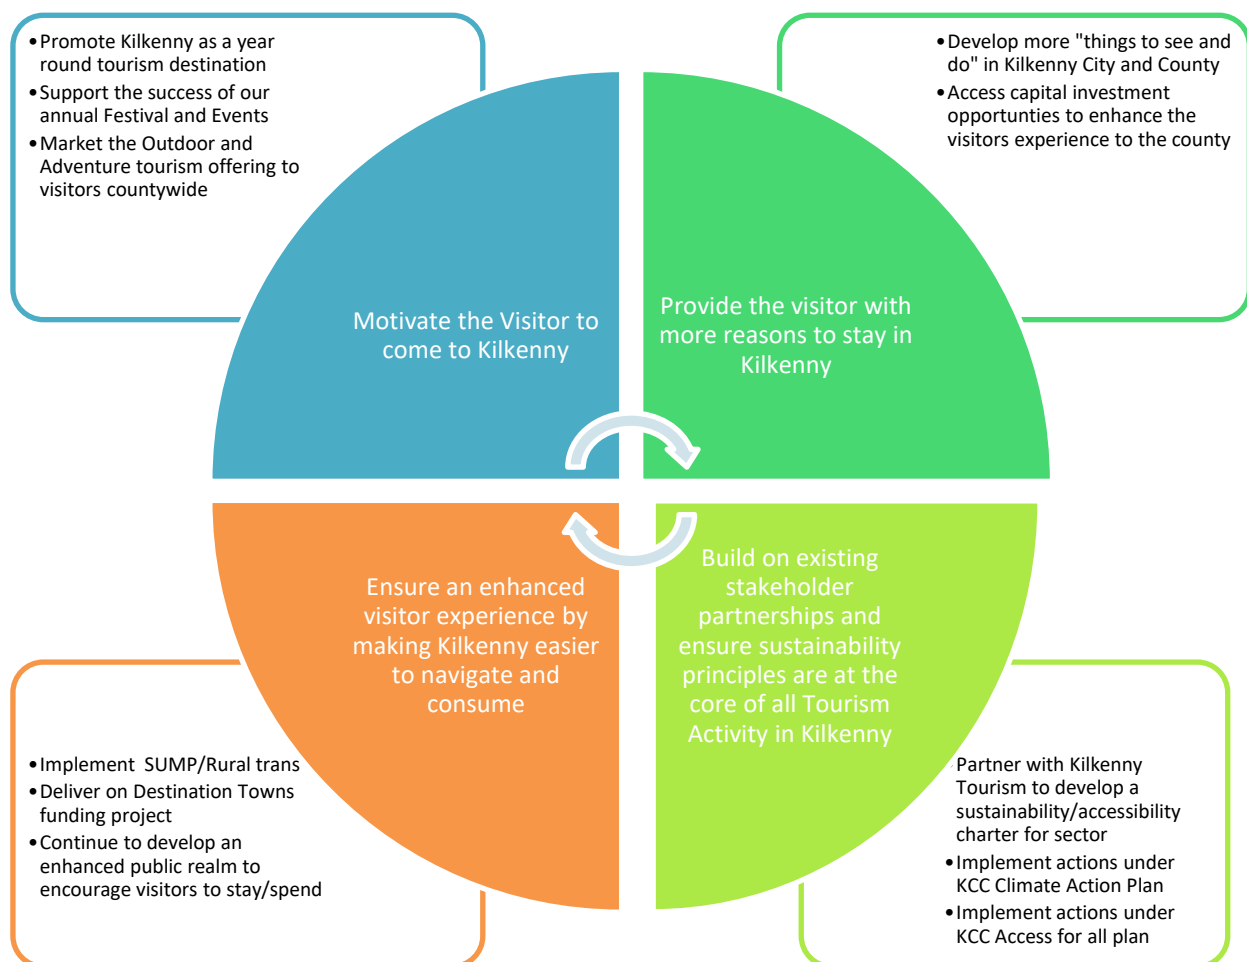 •Promote Kilkenny as a year
round tourism destination
•Support the success of our
annual Festival and Events
•Market the Outdoor and
Adventure tourism offering to
visitors countywide
•Develop more "things to see and
do" in Kilkenny City and County
•Access capital investment
opportunties to enhance the
visitors experience to the county
Motivate the Visitor to
come to Kilkenny
Provide the visitor with
more reasons to stay in
Kilkenny
Ensure an enhanced
visitor experience by
making Kilkenny easier
to navigate and
consume
Build on existing
stakeholder
partnerships and
ensure sustainability
principles are at the
core of all Tourism
Activity in Kilkenny
•Implement SUMP/Rural trans
•Deliver on Destination Towns
funding project
•Continue to develop an
enhanced public realm to
encourage visitors to stay/spend
Partner with Kilkenny
Tourism to develop a
sustainability/accessibility
charter for sector
•Implement actions under
KCC Climate Action Plan
•Implement actions under
KCC Access for all plan